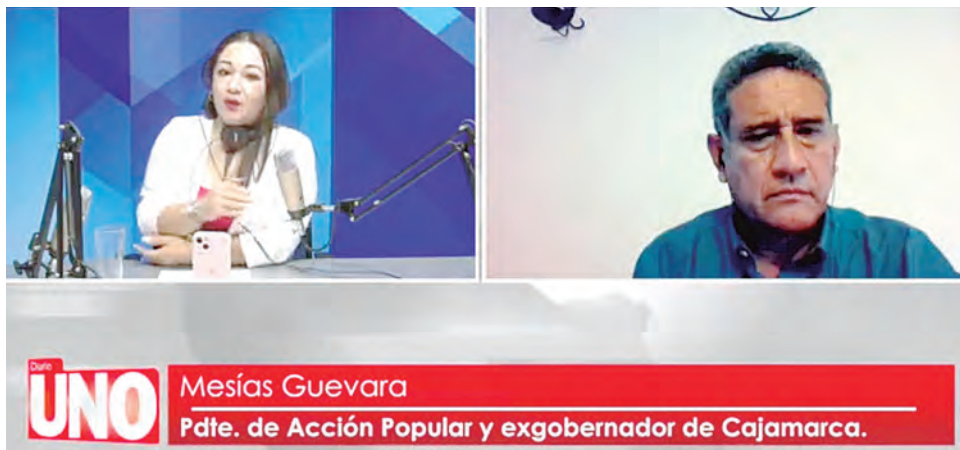 Diario
UNO
Mesías Guevara
Pdte. de Acción Popular y exgobernador de Cajamarca.